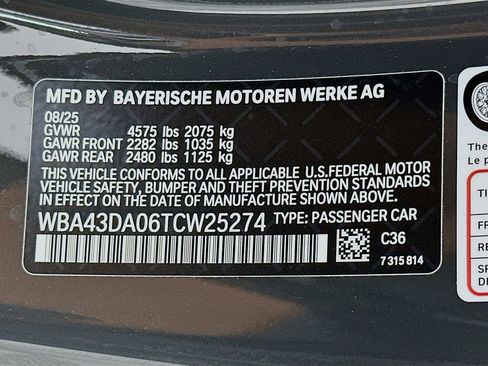 MFD BY BAYERISCHE MOTOREN WERKE AG
08/25
GVWR 4575 lbs 2075 kg
GAWR FRONT 2282 lbs 1035 kg
GAWR REAR 2480 lbs 1125 kg
THIS VEHICLE CONFORMS TO ALL APPLICABLE U.S.FEDERAL MOTOR
VEHICLE SAFETY, BUMPER AND THEFT PREVENTION STANDARDS
IN EFFECT ON THE DATE OF MANUFACTURE SHOWN ABOVE.
WBA43DA06TCW25274 TYPE: PASSENGER CAR
C36
7 315 814
The
Le p